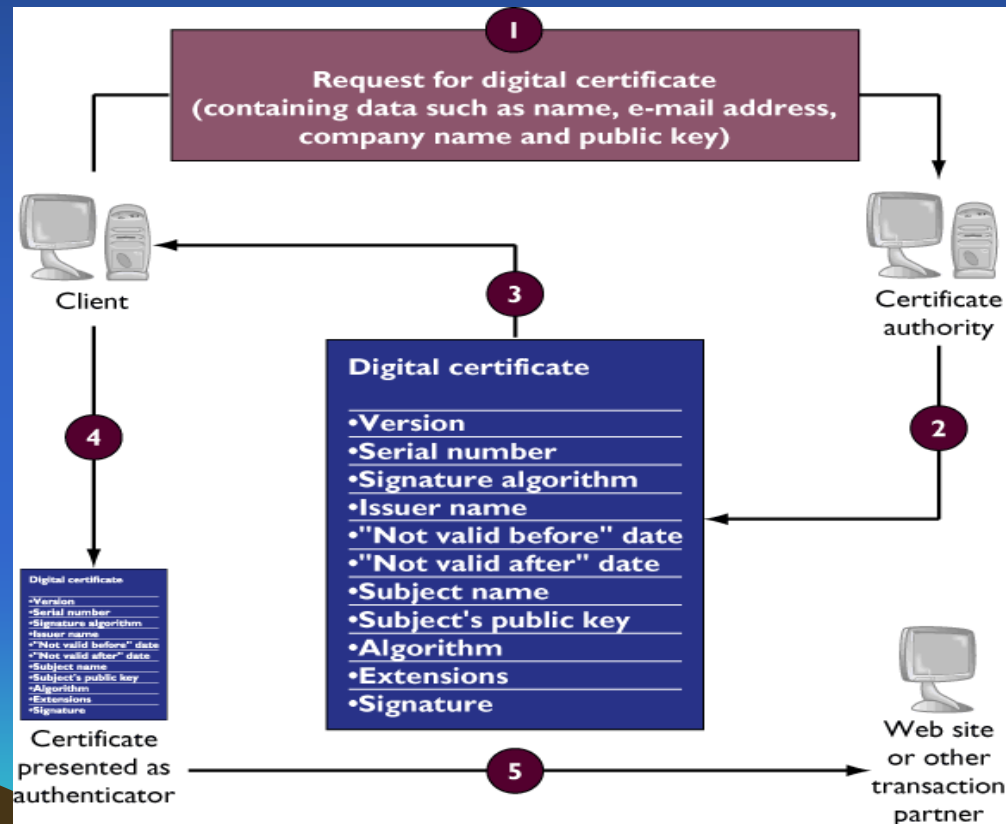 1
Request for digital certificate
(containing data such as name, e-mail address,
company name and public key)
Client
Certificate
authority
3
Digital certificate
•Version
•Serial number
•Signature algorithm
•Issuer name
•"Not valid before" date
•"Not valid after" date
•Subject name
•Subject's public key
•Algorithm
•Extensions
•Signature
2
4
Digital certificate
•Version
•Serial number
•Signature algorithm
•Issuer name
•"Not valid before" date
•"Not valid after" date
•Subject name
•Subject's public key
•Algorithm
•Extensions
•Signature
Certificate
presented as
authenticator
5
Web site
or other
transaction
partner